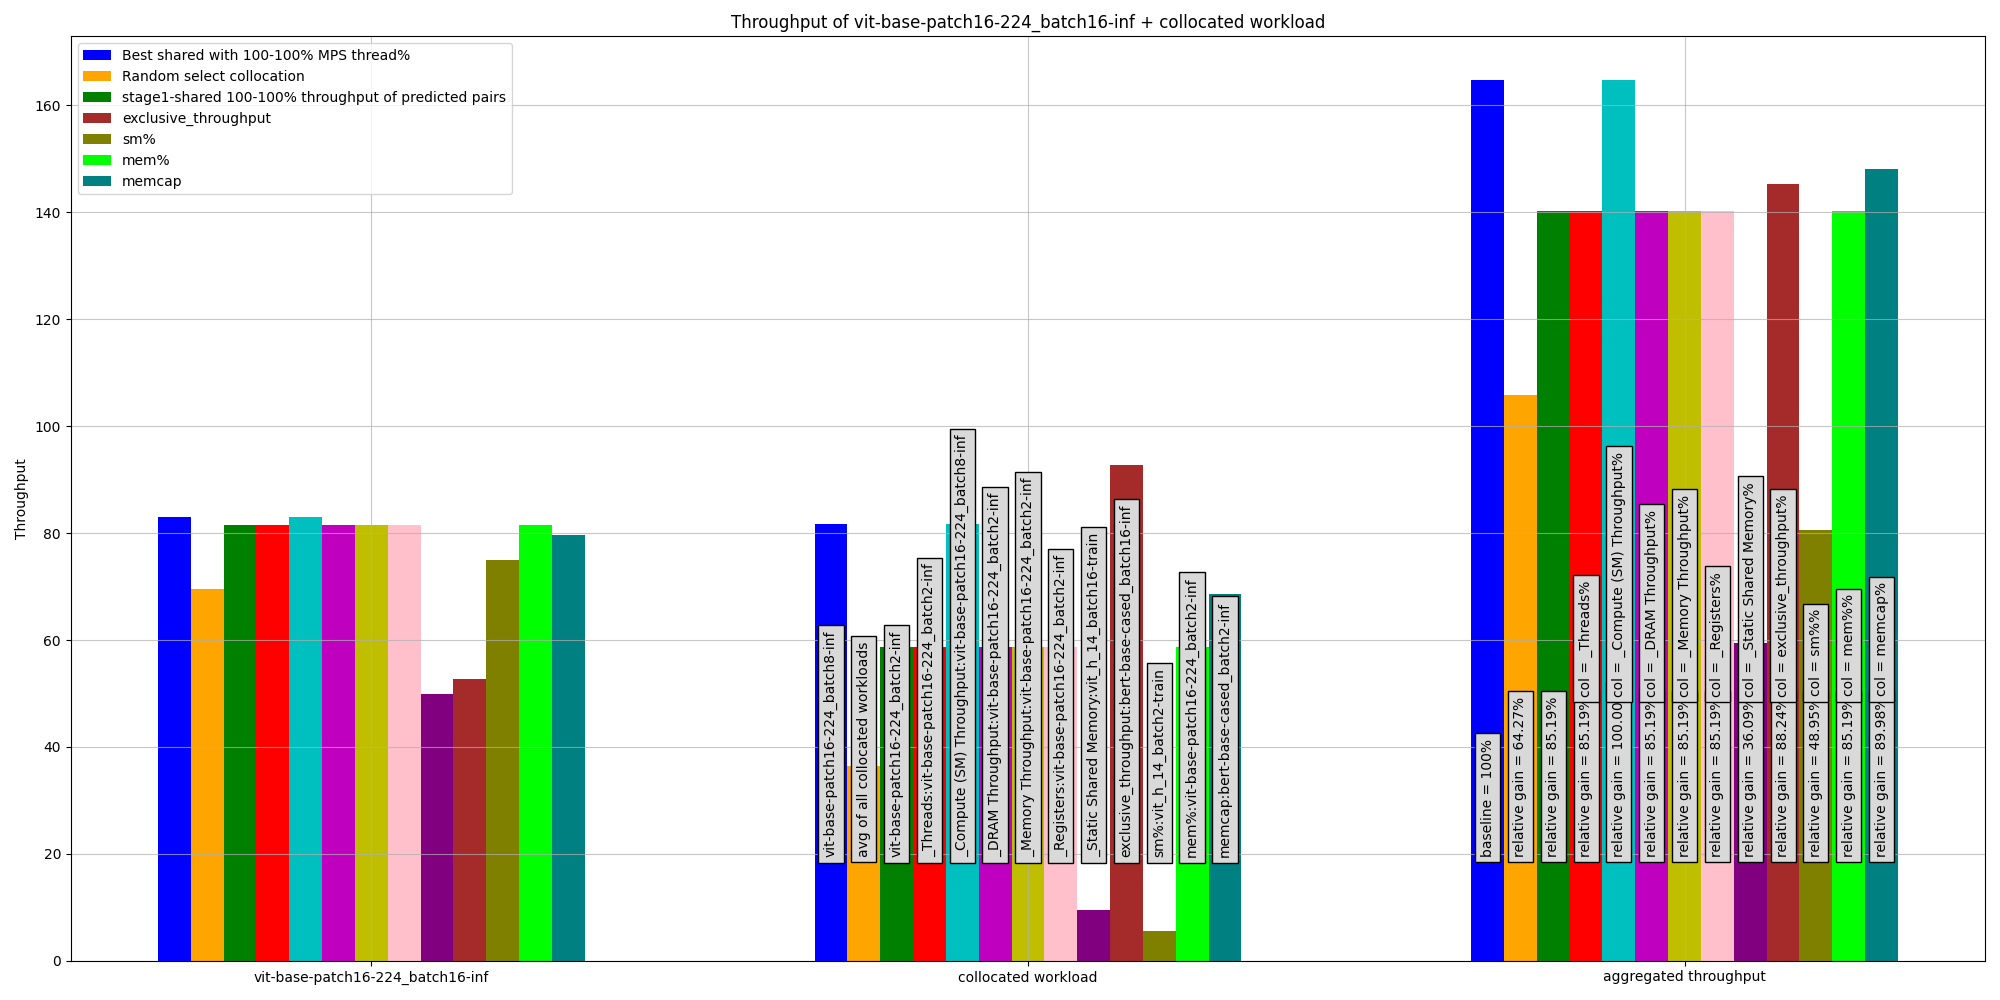 Throughput of vit-base-patch16-224_batch16-inf + collocated workload
Best shared with 100-100% MPS thread%
Random select collocation
stage1-shared 100-100% throughput of predicted pairs
exclusive_throughput
sm%
mem%
memcap
Throughput
160
140
120
100
80
60
40
20
0
vit-base-patch16-224_batch8-inf
avg of all collocated workloads
vit-base-patch16-224_batch2-inf
_Threads:vit-base-patch16-224_batch2-inf
_Compute (SM) Throughput:vit-base-patch16-224_batch8-inf
_DRAM Throughput:vit-base-patch16-224_batch2-inf
_Memory Throughput:vit-base-patch16-224_batch2-inf
_Registers:vit-base-patch16-224_batch2-inf
_Static Shared Memory:vit_h_14_batch16-train
exclusive_throughput:bert-base-cased_batch16-inf
sm%:vit_h_14_batch2-train
mem%:vit-base-patch16-224_batch2-inf
memcap:bert-base-cased_batch2-inf
baseline = 100%
relative gain = 64.27%
relative gain = 85.19%
relative gain = 85.19%
col = _Threads%
relative gain = 100.00
col = _Compute (SM) Throughput%
relative gain = 85.19%
col = _DRAM Throughput%
relative gain = 85.19%
col = _Memory Throughput%
relative gain = 85.19%
col = _Registers%
relative gain = 36.09%
col = _Static Shared Memory%
relative gain = 88.24%
col = exclusive_throughput%
relative gain = 48.95%
col = sm%%
relative gain = 85.19%
col = mem%%
relative gain = 89.98%
col = memcap%
vit-base-patch16-224_batch16-inf
collocated workload
aggregated throughput